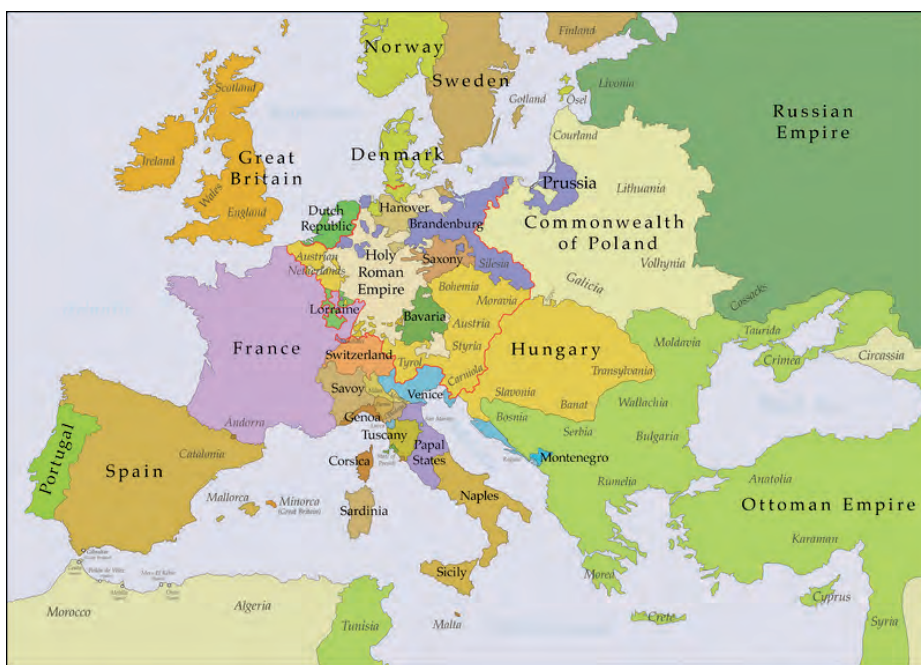 Norway
Sweden
Finland
Gotland
Osel
Livonia
Russian
Empire
Scotland
Ireland
Great
Britain
Wales
England
Denmark
Courland
Prussia
Lithuania
Commonwealth
of Poland
Volhynia
Galicia
Cossacks
Hanover
Dutch
Republic
Brandenburg
Holy
Roman
Empire
Saxony
Silesia
Austrian
Netherlands
Bohemia
Moravia
Lorraine
Bavaria
Austria
Styria
France
Switzerland
Tyrol
Carniola
Hungary
Transylvania
Moldavia
Taurida
Crimea
Circassia
Savoy
Milan
Venice
Slavonia
Banat
Wallachia
Genoa
Tuscany
Papal
States
Bosnia
Serbia
Bulgaria
Andorra
Catalonia
Portugal
Spain
Corsica
Montenegro
Rumelia
Anatolia
Ottoman Empire
Karaman
Mallorca
Minorca
(Great Britain)
Sardinia
Naples
Sicily
Morea
Crete
Cyprus
Syria
Gibraltar
Morocco
Algeria
Tunisia
Malta